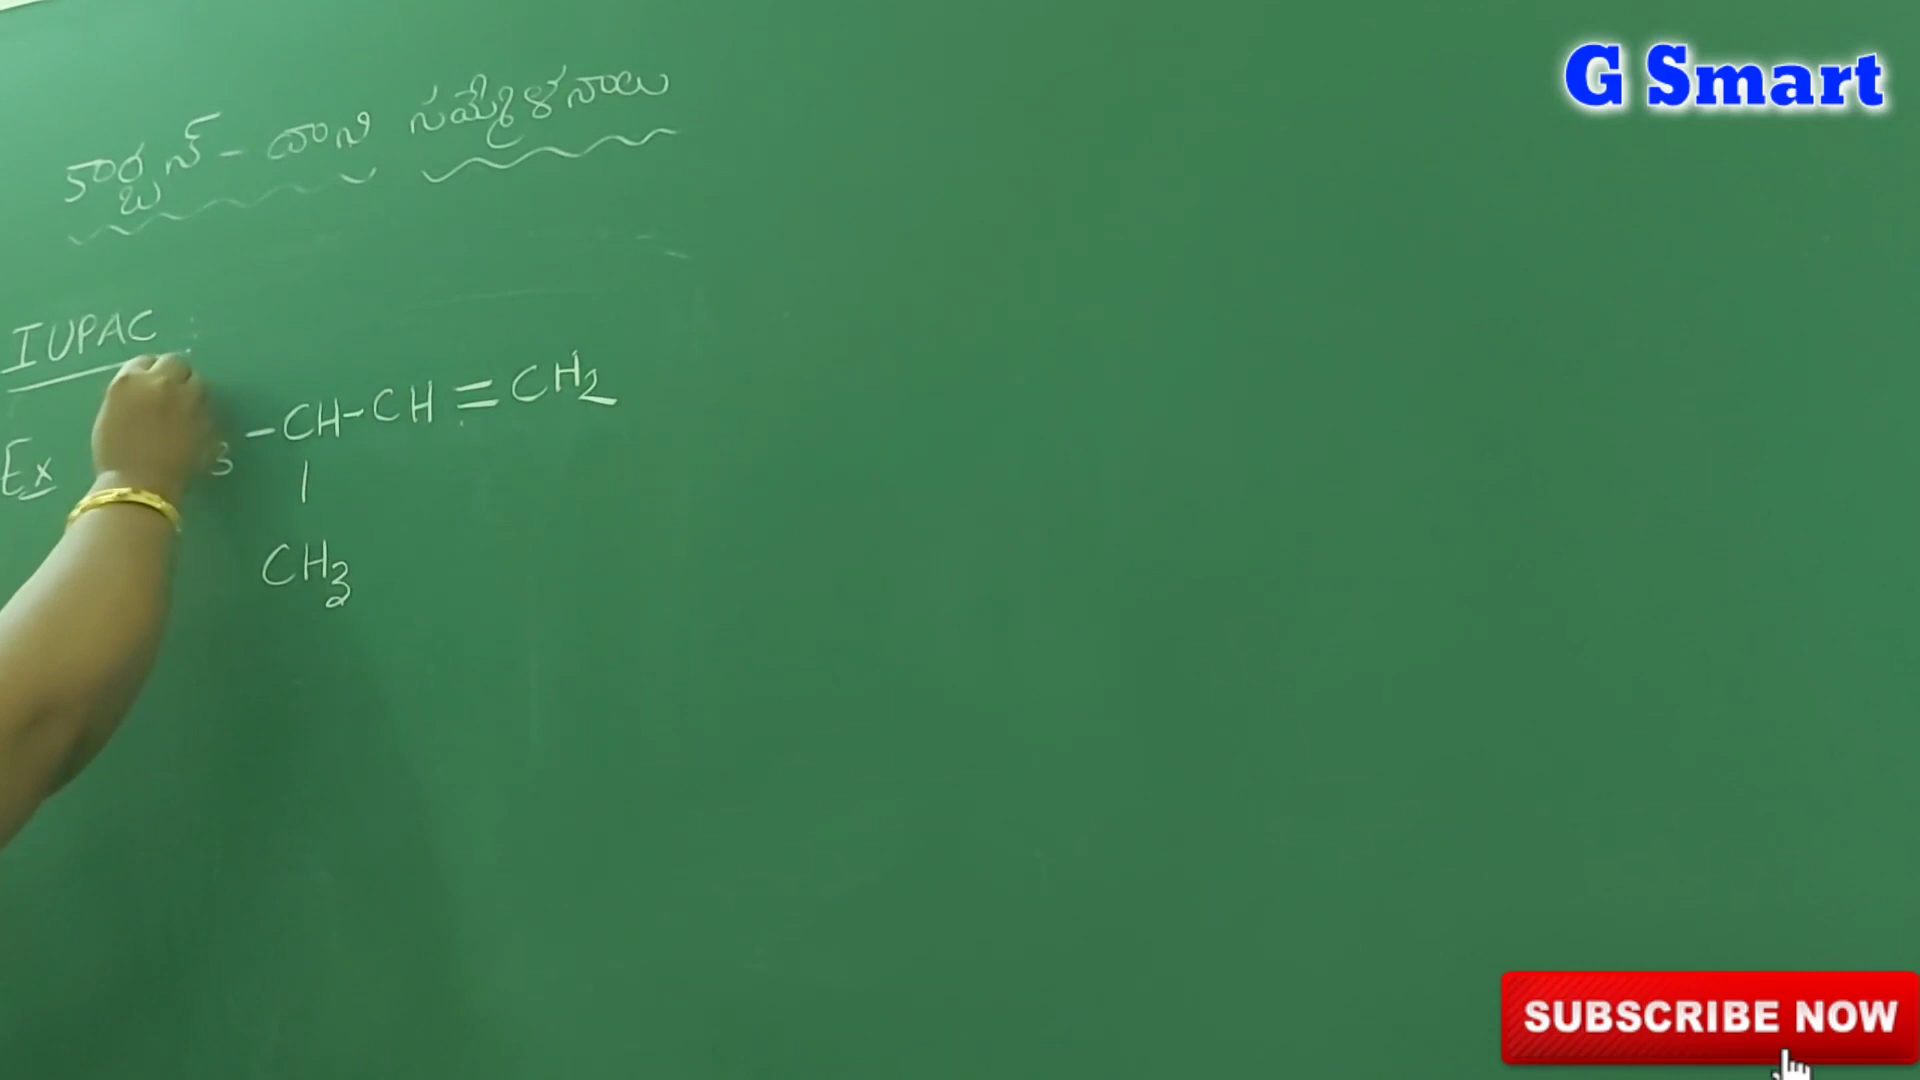 G Smart
కార్బన్ - దాని సమ్మేళనాలు
IUPAC
Ex 3 -CH-CH=CH2
|
CH3
SUBSCRIBE NOW